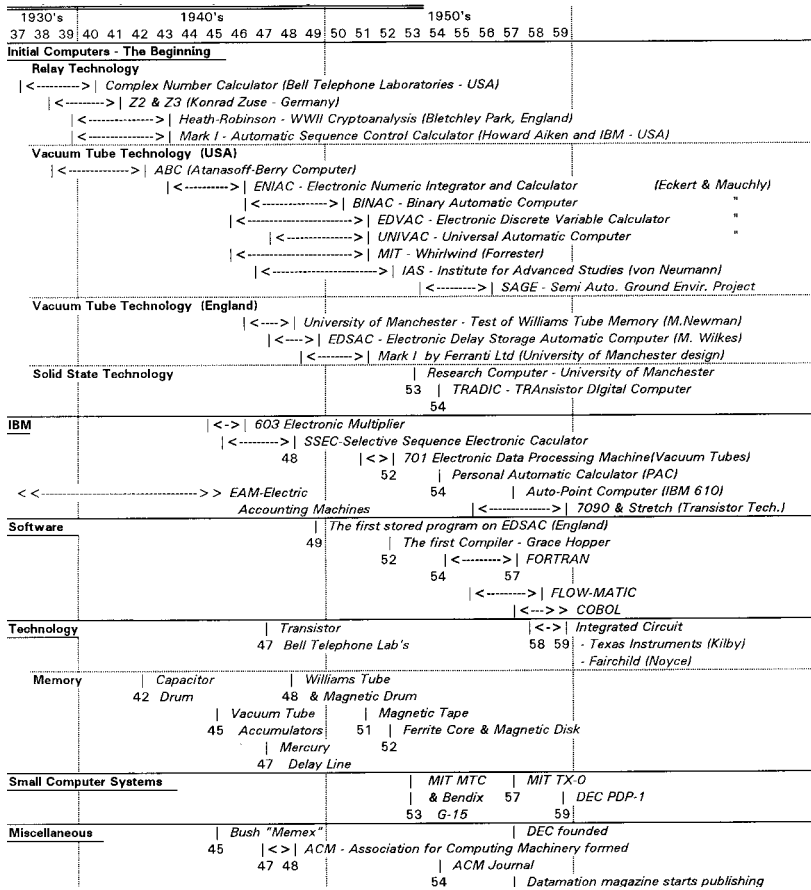 1930's 1940's 1950's
37 38 39 40 41 42 43 44 45 46 47 48 49 50 51 52 53 54 55 56 57 58 59
Initial Computers - The Beginning
Relay Technology
|<---------->| Complex Number Calculator (Bell Telephone Laboratories - USA)
|<--------->| Z2 & Z3 (Konrad Zuse - Germany)
|<-------------->| Heath-Robinson - WWII Cryptoanalysis (Bletchley Park, England)
|<-------------->| Mark I - Automatic Sequence Control Calculator (Howard Aiken and IBM - USA)
Vacuum Tube Technology (USA)
|<-------------->| ABC (Atanasoff-Berry Computer)
|<---------->| ENIAC - Electronic Numeric Integrator and Calculator (Eckert & Mauchly)
|<-------------->| BINAC - Binary Automatic Computer "
|<------------------->| EDVAC - Electronic Discrete Variable Calculator "
|<-------------->| UNIVAC - Universal Automatic Computer "
|<------------------->| MIT - Whirlwind (Forrester)
|<------------------->| IAS - Institute for Advanced Studies (von Neumann)
|<---------->| SAGE - Semi Auto. Ground Envir. Project
Vacuum Tube Technology (England)
|<---->| University of Manchester - Test of Williams Tube Memory (M.Newman)
|<----->| EDSAC - Electronic Delay Storage Automatic Computer (M. Wilkes)
|<--------->| Mark I by Ferranti Ltd (University of Manchester design)
Solid State Technology | Research Computer - University of Manchester
53 | TRADIC - TRAnsistor DIgital Computer
54
IBM |<->| 603 Electronic Multiplier
|<--------->| SSEC-Selective Sequence Electronic Caculator
48 |<>| 701 Electronic Data Processing Machine(Vacuum Tubes)
52 | Personal Automatic Calculator (PAC)
<<---------------------------->> EAM-Electric 54 | Auto-Point Computer (IBM 610)
Accounting Machines |<------------>| 7090 & Stretch (Transistor Tech.)
Software | The first stored program on EDSAC (England)
49 | The first Compiler - Grace Hopper
52 |<--------->| FORTRAN
54 57
|<--------->| FLOW-MATIC
|<--->> COBOL
Technology | Transistor |<->| Integrated Circuit
47 Bell Telephone Lab's 58 59 - Texas Instruments (Kilby)
- Fairchild (Noyce)
Memory | Capacitor | Williams Tube
42 Drum 48 & Magnetic Drum
| Vacuum Tube | Magnetic Tape
45 Accumulators 51 | Ferrite Core & Magnetic Disk
| Mercury 52
47 Delay Line
Small Computer Systems | MIT MTC | MIT TX-0
| & Bendix 57 | DEC PDP-1
53 G-15 59
Miscellaneous | Bush "Memex" | DEC founded
45 |<>| ACM - Association for Computing Machinery formed
47 48 | ACM Journal
54 | Datamation magazine starts publishing